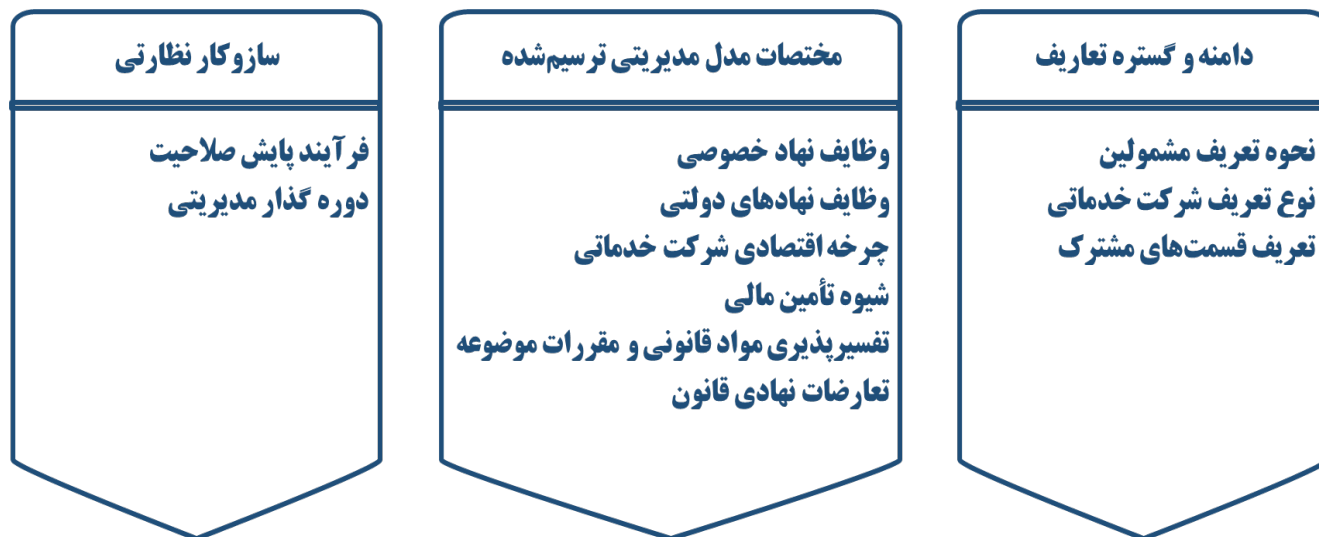 دامنه و گستره تعاریف
نحوه تعریف مشمولین
نوع تعریف شرکت خدماتی
تعریف قسمت‌های مشترک
مختصات مدل مدیریتی ترسیم‌شده
وظایف نهاد خصوصی
وظایف نهادهای دولتی
چرخه اقتصادی شرکت خدماتی
شیوه تأمین مالی
تفسیرپذیری مواد قانونی و مقررات موضوعه
تعارضات نهادی قانون
سازوکار نظارتی
فرآیند پایش صلاحیت
دوره گذار مدیریتی